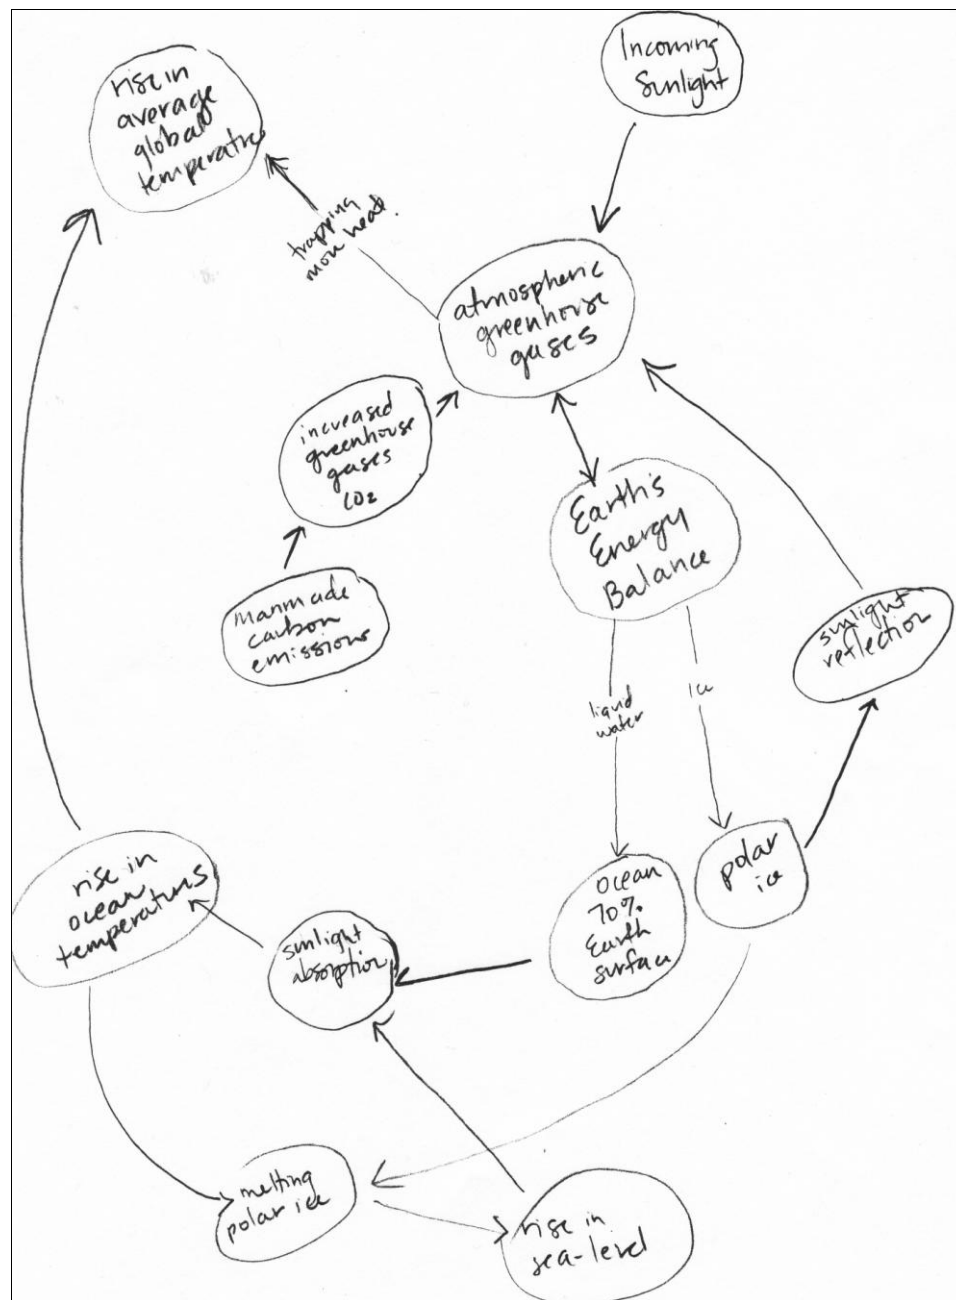 Incoming
Sunlight
rise in
average
global
temperature
trapping
more heat.
atmospheric
greenhouse
gases
increased
greenhouse
gases
CO2
Earth's
Energy
Balance
manmade
carbon
emissions
sunlight
reflection
liquid
water
ice
rise in
ocean
temperatures
sunlight
absorption
ocean
70%
Earth
surface
polar
ice
melting
polar ice
rise in
sea-level